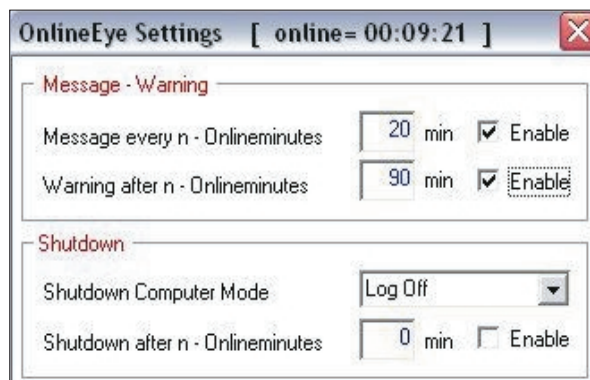 OnlineEye Settings [ online= 00:09:21 ]
Message - Warning
Message every n - Onlineminutes 20 min Enable
Warning after n - Onlineminutes 90 min Enable
Shutdown
Shutdown Computer Mode Log Off
Shutdown after n - Onlineminutes 0 min Enable